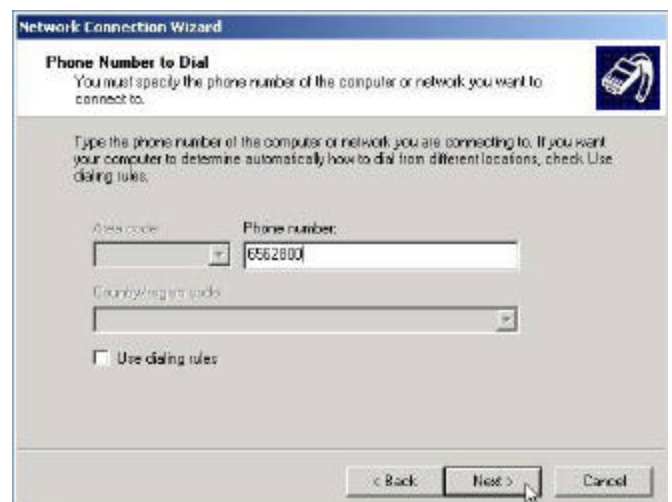 Network Connection Wizard
Phone Number to Dial
You must specify the phone number of the computer or network you want to
connect to.
Type the phone number of the computer or network you are connecting to. If you want
your computer to determine automatically how to dial from different locations, check Use
dialing rules.
Area code: Phone number:
6562800
Country/region code:
Use dialing rules
< Back Next > Cancel